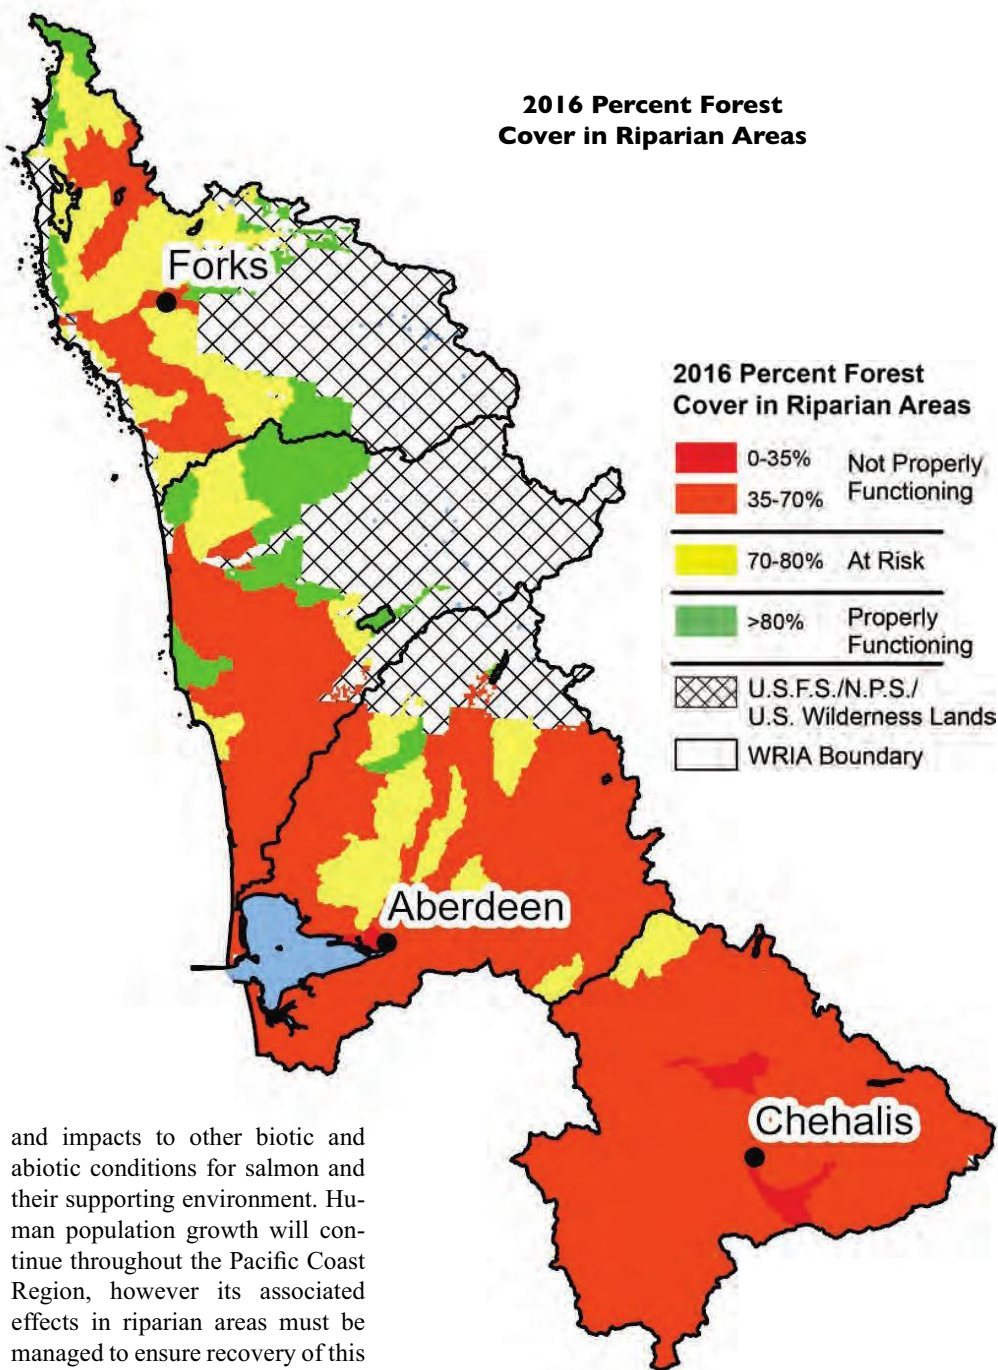 2016 Percent Forest
Cover in Riparian Areas
Forks
2016 Percent Forest
Cover in Riparian Areas
0-35%
35-70%
Not Properly
Functioning
70-80% At Risk
>80%
Properly
Functioning
U.S.F.S./N.P.S./
U.S. Wilderness Lands
WRIA Boundary
Aberdeen
Chehalis
and impacts to other biotic and
abiotic conditions for salmon and
their supporting environment. Hu-
man population growth will con-
tinue throughout the Pacific Coast
Region, however its associated
effects in riparian areas must be
managed to ensure recovery of this